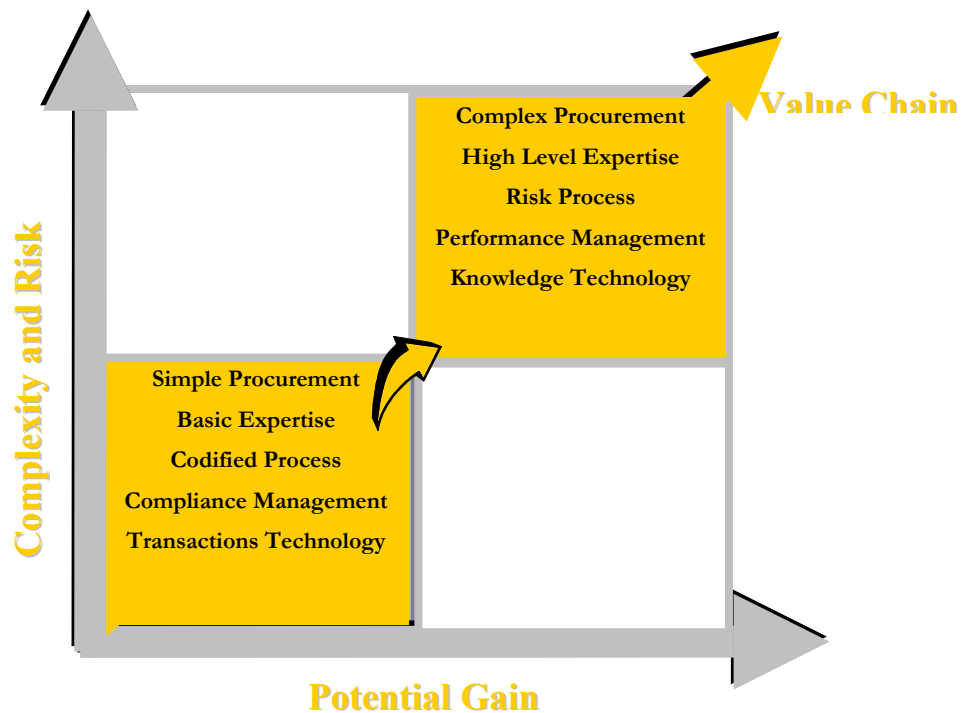 Value Chain
Complex Procurement
High Level Expertise
Risk Process
Performance Management
Knowledge Technology
Complexity and Risk
Simple Procurement
Basic Expertise
Codified Process
Compliance Management
Transactions Technology
Potential Gain